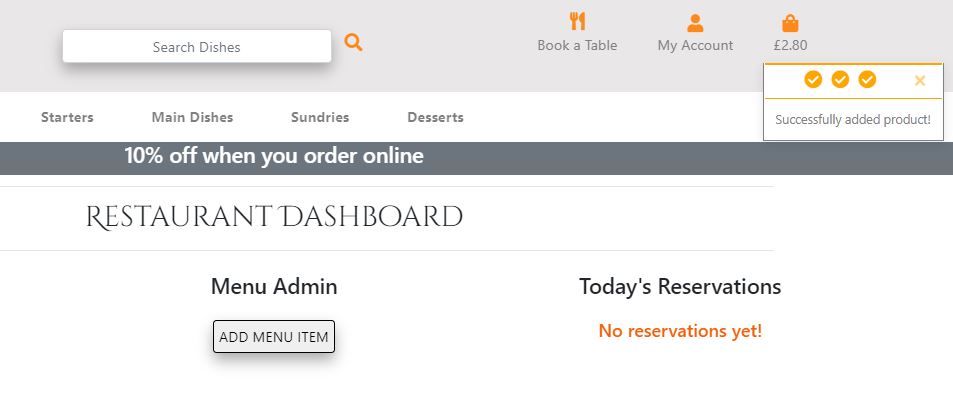 Search Dishes
Book a Table
My Account
£2.80
Successfully added product!
Starters
Main Dishes
Sundries
Desserts
10% off when you order online
RESTAURANT DASHBOARD
Menu Admin
Today's Reservations
ADD MENU ITEM
No reservations yet!